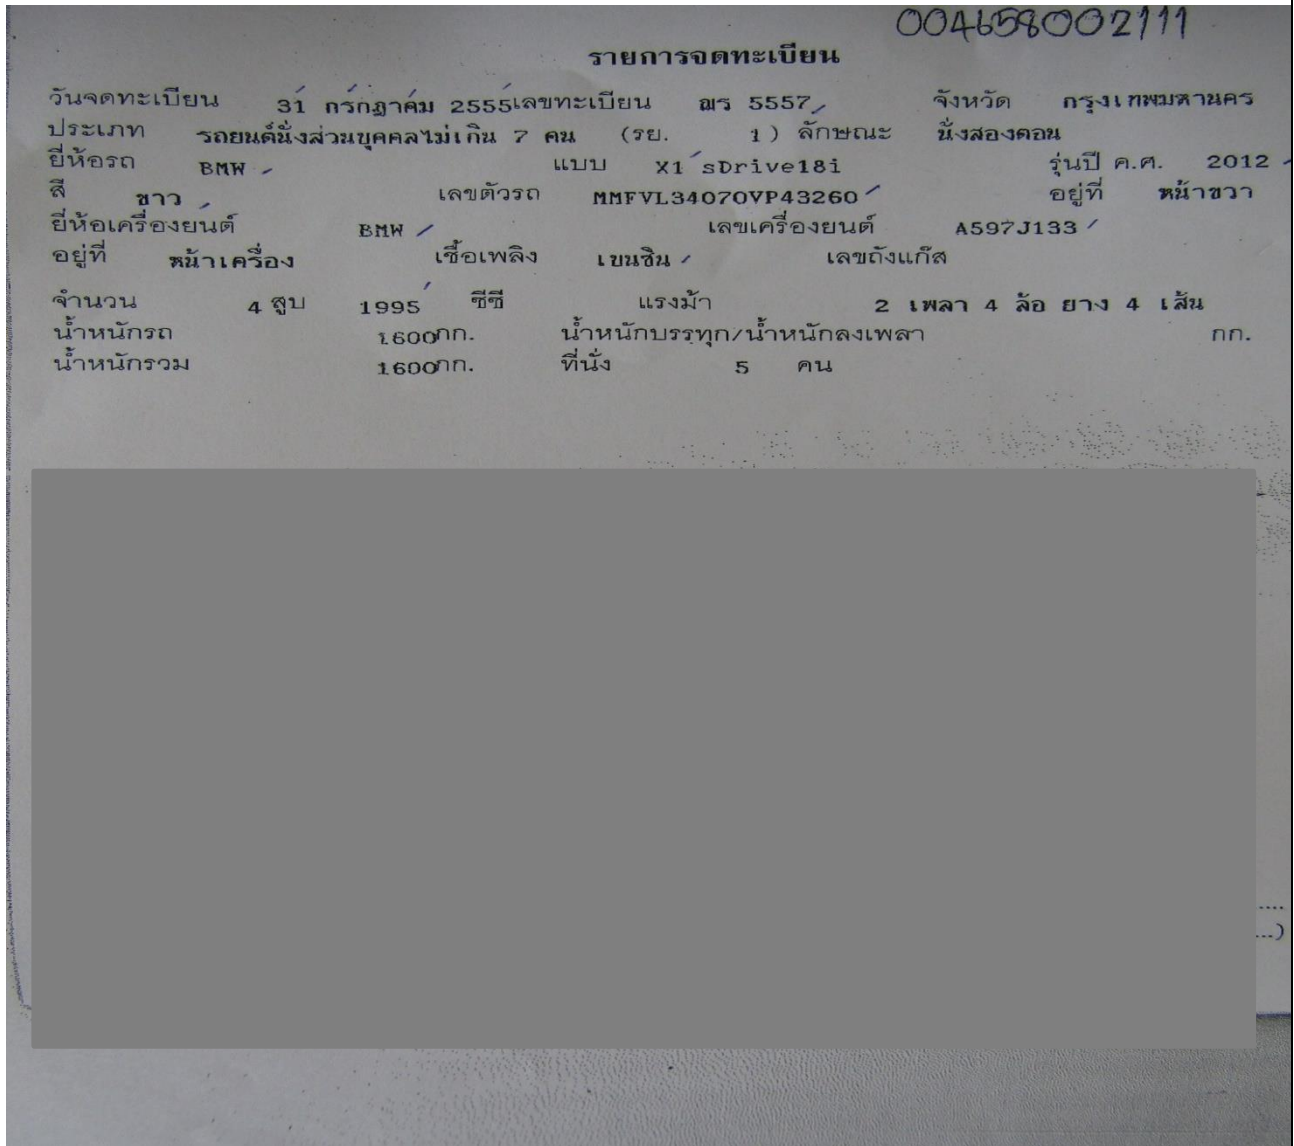 004658002111
รายการจดทะเบียน
วันจดทะเบียน 31 กรกฎาคม 2555 เลขทะเบียน ฌร 5557 จังหวัด กรุงเทพมหานคร
ประเภท รถยนต์นั่งส่วนบุคคลไม่เกิน 7 คน (รย. 1) ลักษณะ นั่งสองตอน
ยี่ห้อรถ BMW แบบ X1 sDrive18i รุ่นปี ค.ศ. 2012
สี ขาว เลขตัวรถ MMFVL34070VP43260 อยู่ที่ หน้าขวา
ยี่ห้อเครื่องยนต์ BMW เลขเครื่องยนต์ A597J133
อยู่ที่ หน้าเครื่อง เชื้อเพลิง เบนซิน เลขถังแก๊ส
จำนวน 4 สูบ 1995 ซีซี แรงม้า 2 เพลา 4 ล้อ ยาง 4 เส้น
น้ำหนักรถ 1600 กก. น้ำหนักบรรทุก/น้ำหนักลงเพลา กก.
น้ำหนักรวม 1600 กก. ที่นั่ง 5 คน